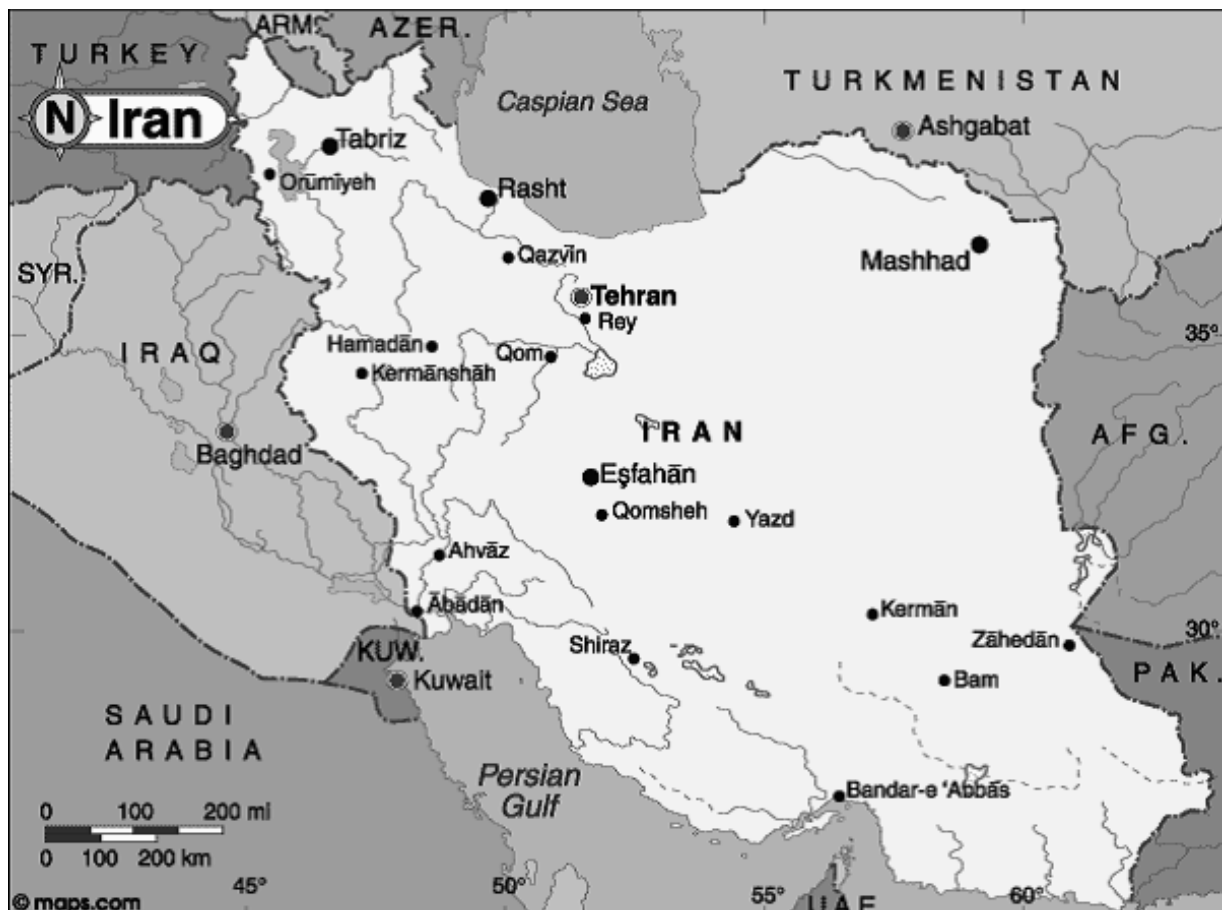 ARM.
AZER.
TURKEY
N
Iran
Caspian Sea
TURKMENISTAN
Ashgabat
Tabriz
Orūmīyeh
Rasht
Qazvīn
Mashhad
SYR.
Tehran
Rey
35°
IRAQ
Hamadān
Qom
Kermānshāh
IRAN
AFG.
Baghdad
Eşfahān
Qomsheh
Yazd
Ahvāz
Ābādān
Kermān
Zāhedān
30°
KUW.
Shiraz
Kuwait
Bam
PAK.
SAUDI
ARABIA
Persian
Gulf
Bandar-e 'Abbās
0 100 200 mi
0 100 200 km
45°
50°
55°
60°
© maps.com
UAE